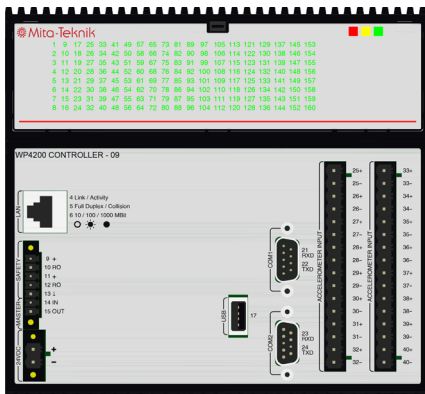 Mita-Teknik
1 9 17 25 33 41 49 57 65 73 81 89 97 105 113 121 129 137 145 153
2 10 18 26 34 42 50 58 66 74 82 90 98 106 114 122 130 138 146 154
3 11 19 27 35 43 51 59 67 75 83 91 99 107 115 123 131 139 147 155
4 12 20 28 36 44 52 60 68 76 84 92 100 108 116 124 132 140 148 156
5 13 21 29 37 45 53 61 69 77 85 93 101 109 117 125 133 141 149 157
6 14 22 30 38 46 54 62 70 78 86 94 102 110 118 126 134 142 150 158
7 15 23 31 39 47 55 63 71 79 87 95 103 111 119 127 135 143 151 159
8 16 24 32 40 48 56 64 72 80 88 96 104 112 120 128 136 144 152 160
WP4200 CONTROLLER - 09
LAN
4 Link / Activity
5 Full Duplex / Collision
6 10 / 100 / 1000 MBit
SAFETY
9 +
10 RO
11 +
12 RO
MASTER
13 ↓
14 IN
15 OUT
24VDC
+
−
USB
17
COM1
21 RXD
22 TXD
COM2
23 RXD
24 TXD
ACCELEROMETER INPUT
25+
25−
26+
26−
27+
27−
28+
28−
29+
29−
30+
30−
31+
31−
32+
32−
ACCELEROMETER INPUT
33+
33−
34+
34−
35+
35−
36+
36−
37+
37−
38+
38−
39+
39−
40+
40−